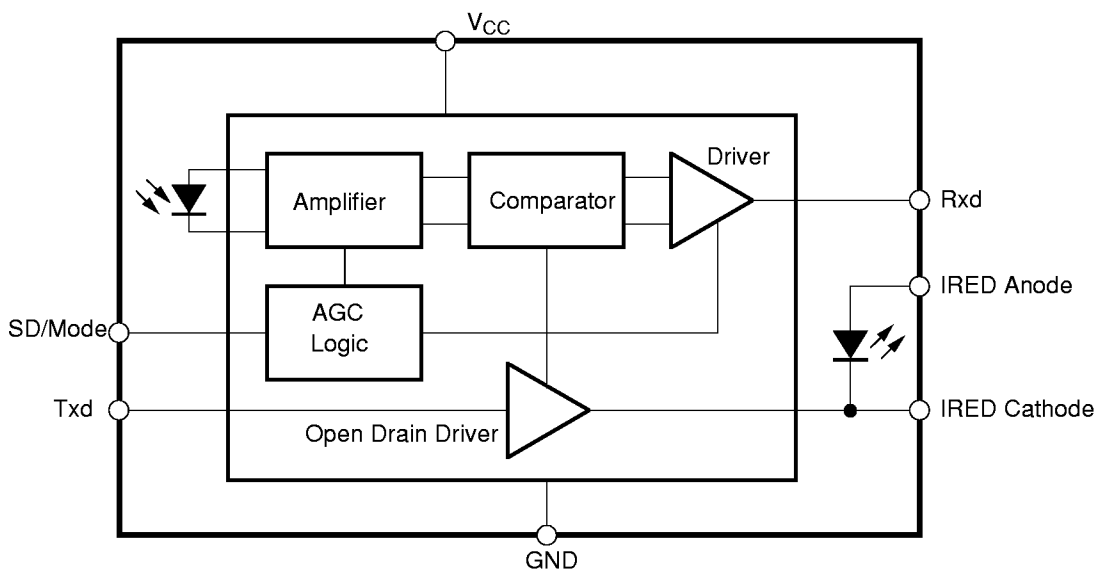 VCC
Driver
Amplifier
Comparator
Rxd
IRED Anode
AGC
Logic
SD/Mode
Txd
Open Drain Driver
IRED Cathode
GND